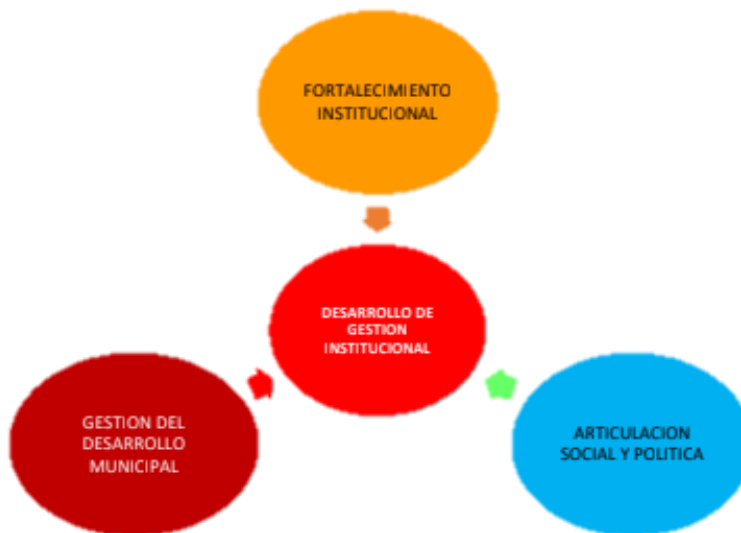 FORTALECIMIENTO
INSTITUCIONAL
DESARROLLO DE
GESTION
INSTITUCIONAL
GESTION DEL
DESARROLLO
MUNICIPAL
ARTICULACION
SOCIAL Y POLITICA